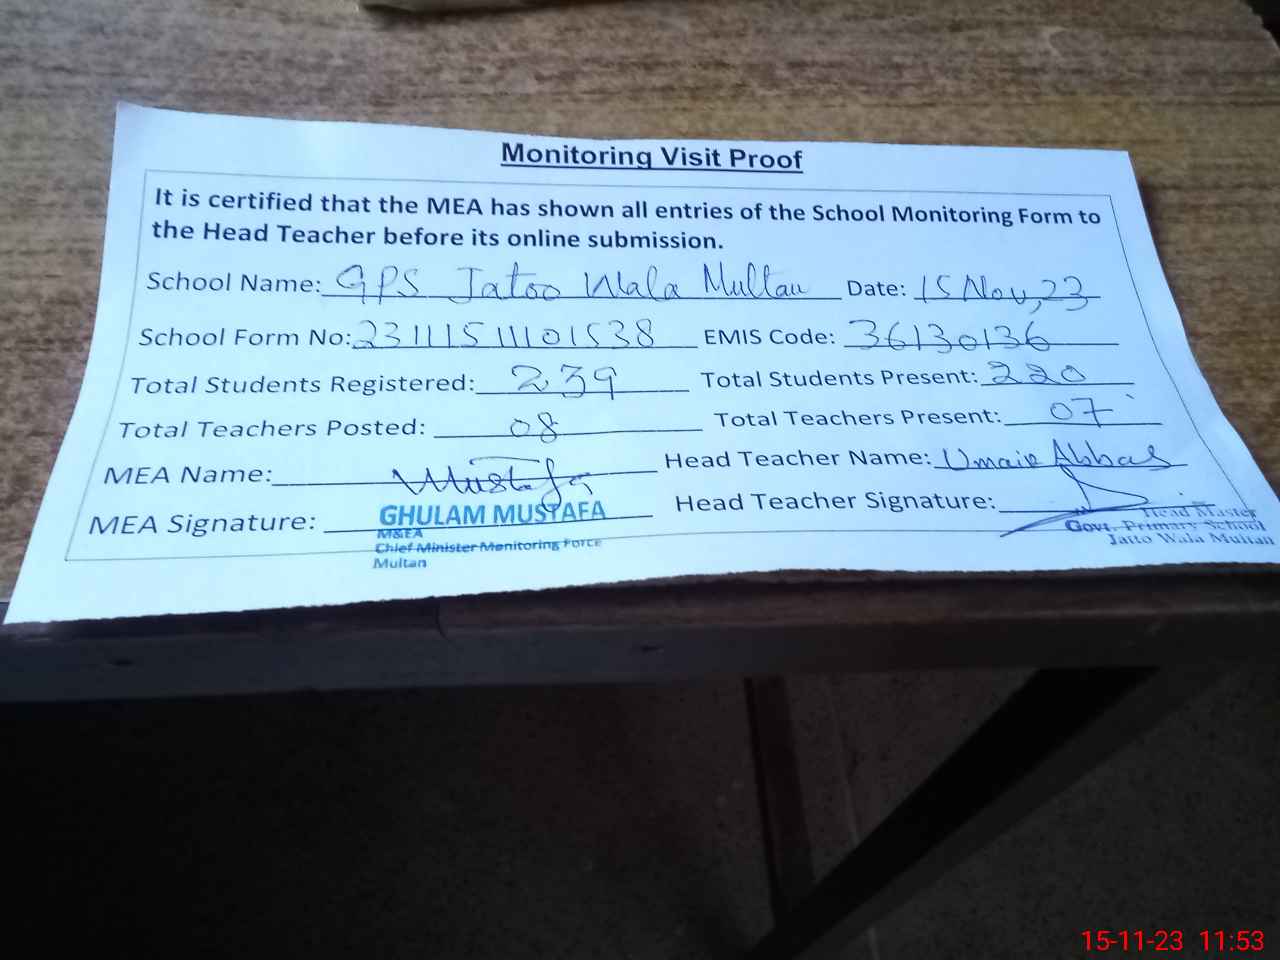 Monitoring Visit Proof
It is certified that the MEA has shown all entries of the School Monitoring Form to
the Head Teacher before its online submission.
School Name: GPS Jatoo Wala Multan Date: 15 Nov, 23
School Form No: 23111511101538 EMIS Code: 36130136
Total Students Registered: 239 Total Students Present: 220
Total Teachers Posted: 08 Total Teachers Present: 07
MEA Name: Mustafa Head Teacher Name: Umair Abbas
MEA Signature: Head Teacher Signature:
GHULAM MUSTAFA
M&EA
Chief Minister Monitoring Force
Multan
Head Master
Govt. Primary School
Jatto Wala Multan
15-11-23 11:53